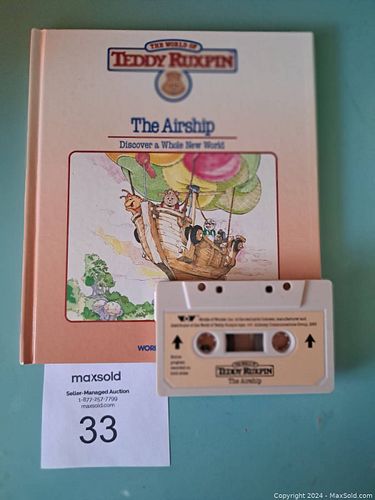 THE WORLD OF
TEDDY RUXPIN
The Airship
Discover a Whole New World
WOR
maxsold
Seller-Managed Auction
1-877-257-7799
maxsold.com
33
THE WORLD OF
TEDDY RUXPIN
The Airship
Copyright 2024 - MaxSold.com